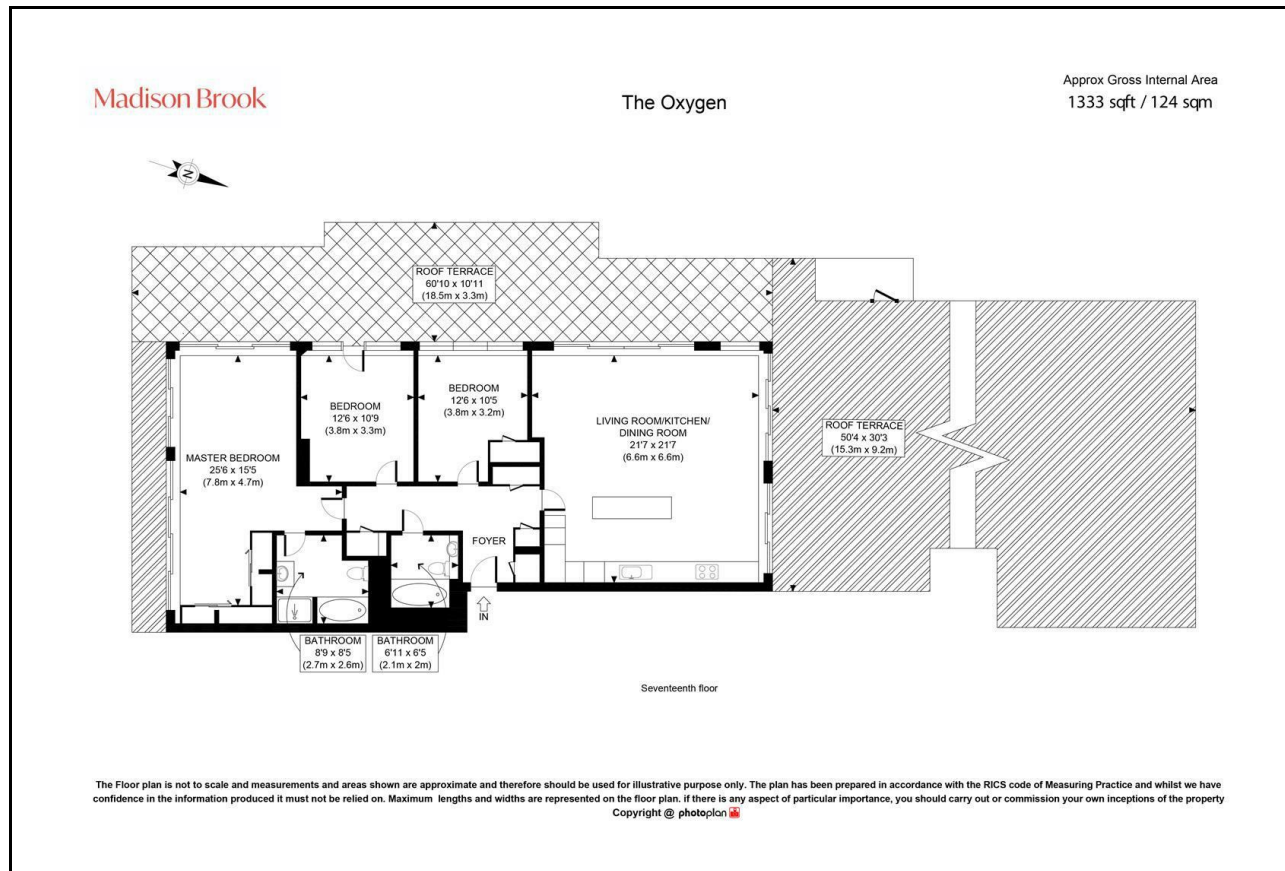 Madison Brook
The Oxygen
Approx Gross Internal Area
1333 sqft / 124 sqm
N
ROOF TERRACE
60'10 x 10'11
(18.5m x 3.3m)
BEDROOM
12'6 x 10'9
(3.8m x 3.3m)
BEDROOM
12'6 x 10'5
(3.8m x 3.2m)
LIVING ROOM/KITCHEN/
DINING ROOM
21'7 x 21'7
(6.6m x 6.6m)
ROOF TERRACE
50'4 x 30'3
(15.3m x 9.2m)
MASTER BEDROOM
25'6 x 15'5
(7.8m x 4.7m)
FOYER
IN
BATHROOM
8'9 x 8'5
(2.7m x 2.6m)
BATHROOM
6'11 x 6'5
(2.1m x 2m)
Seventeenth floor
The Floor plan is not to scale and measurements and areas shown are approximate and therefore should be used for illustrative purpose only. The plan has been prepared in accordance with the RICS code of Measuring Practice and whilst we have
confidence in the information produced it must not be relied on. Maximum lengths and widths are represented on the floor plan. if there is any aspect of particular importance, you should carry out or commission your own inceptions of the property
Copyright @ photoplan